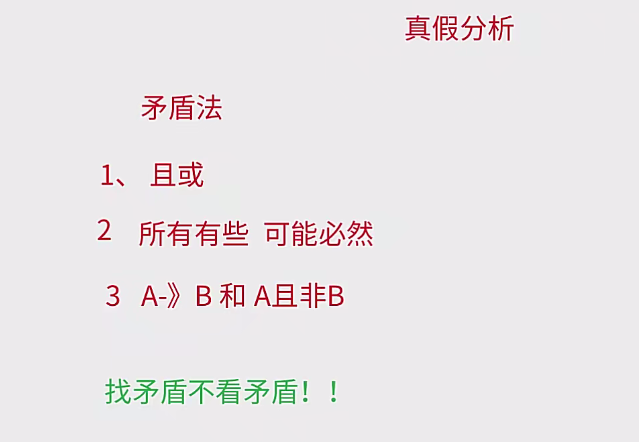 真假分析
矛盾法
1、 且或
2 所有有些 可能必然
3 A-》B 和 A且非B
找矛盾不看矛盾！！